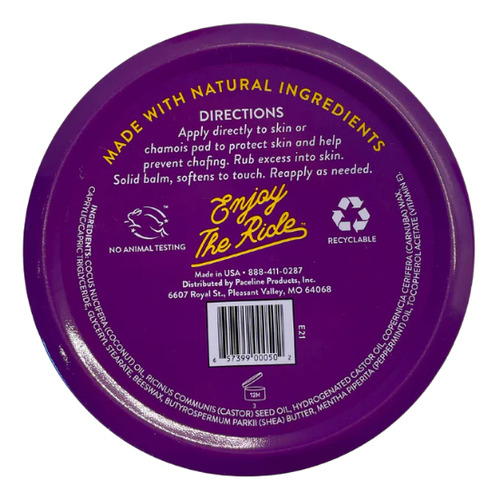 MADE WITH NATURAL INGREDIENTS
DIRECTIONS
Apply directly to skin or
chamois pad to protect skin and help
prevent chafing. Rub excess into skin.
Solid balm, softens to touch. Reapply as needed.
Enjoy
The Ride™
NO ANIMAL TESTING
RECYCLABLE
Made in USA • 888-411-0287
Distributed by Paceline Products, Inc.
6607 Royal St., Pleasant Valley, MO 64068
E21
6 57399 00050 2
12M
3
INGREDIENTS: COCUS NUCIFERA (COCONUT) OIL, RICINUS COMMUNIS (CASTOR) SEED OIL, HYDROGENATED CASTOR OIL, COPERNICIA CERIFERA (CARNUBA) WAX,
CAPRYLIC/CAPRIC TRIGLYCERIDE, GLYCERYL STEARATE, BEESWAX, BUTYROSPERMUM PARKII (SHEA) BUTTER, MENTHA PIPERITA (PEPPERMINT) OIL, TOCOPHEROL ACETATE (VITAMIN E).